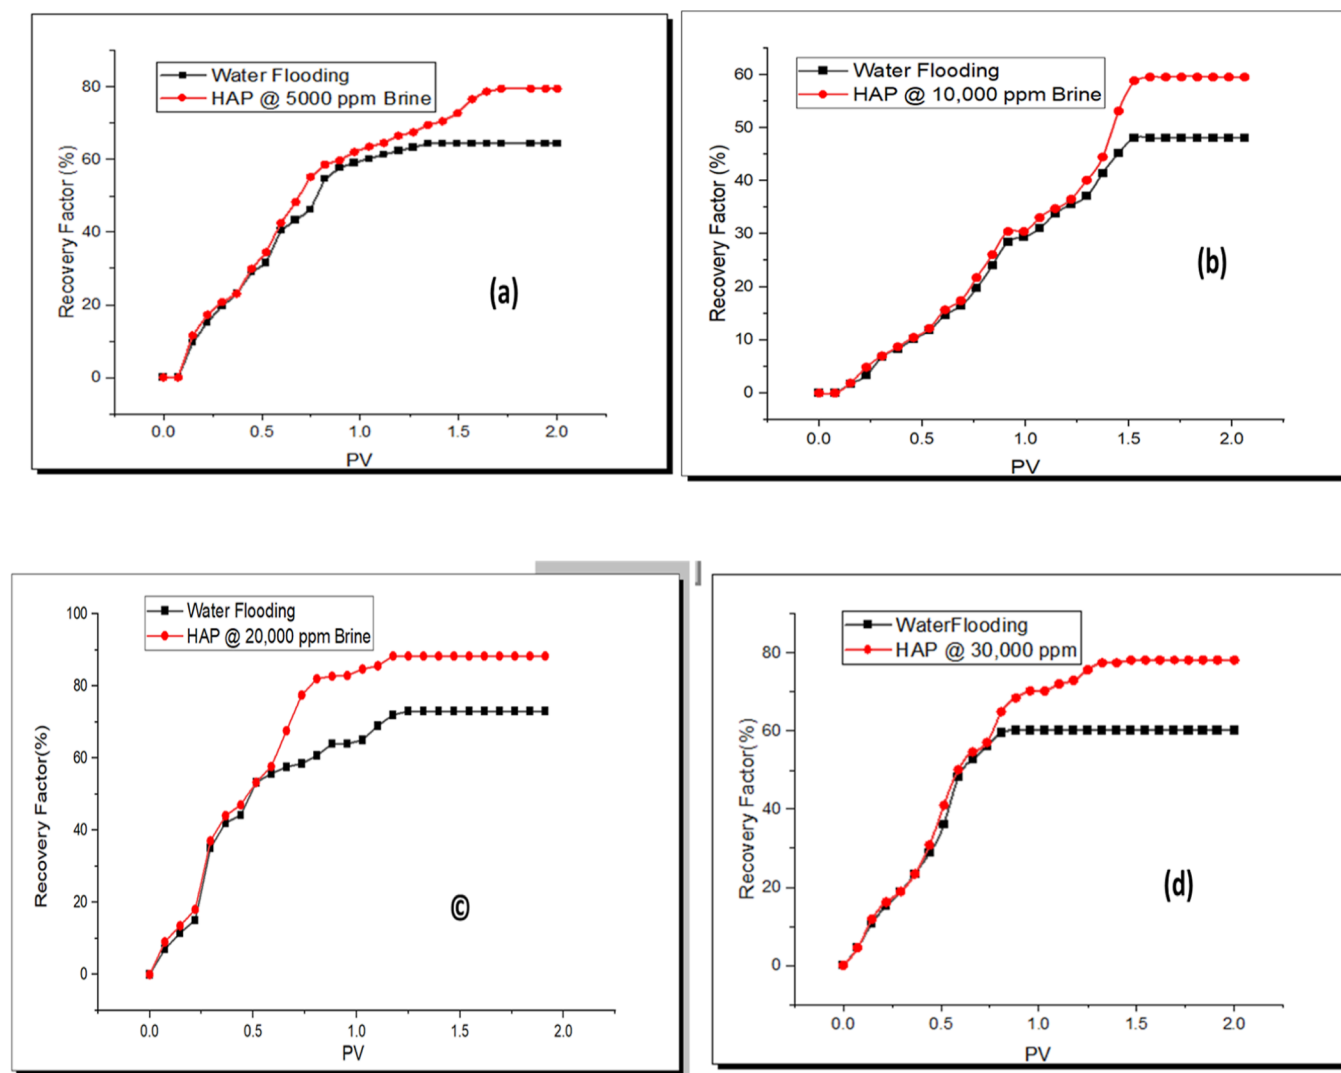 Water Flooding
HAP @ 5000 ppm Brine
80
60
40
20
0
Recovery Factor (%)
(a)
0.0 0.5 1.0 1.5 2.0
PV
Water Flooding
HAP @ 10,000 ppm Brine
60
50
40
30
20
10
0
Recovery Factor (%)
(b)
0.0 0.5 1.0 1.5 2.0
PV
Water Flooding
HAP @ 20,000 ppm Brine
100
80
60
40
20
0
Recovery Factor(%)
©
0.0 0.5 1.0 1.5 2.0
PV
WaterFlooding
HAP @ 30,000 ppm
80
60
40
20
0
Recovery Factor(%)
(d)
0.0 0.5 1.0 1.5 2.0
PV